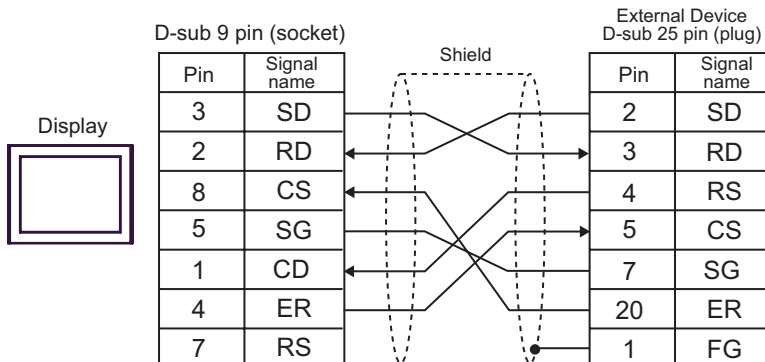 External Device
D-sub 9 pin (socket)
D-sub 25 pin (plug)
Shield
Display
Pin Signal name
3 SD
2 RD
8 CS
5 SG
1 CD
4 ER
7 RS
Pin Signal name
2 SD
3 RD
4 RS
5 CS
7 SG
20 ER
1 FG